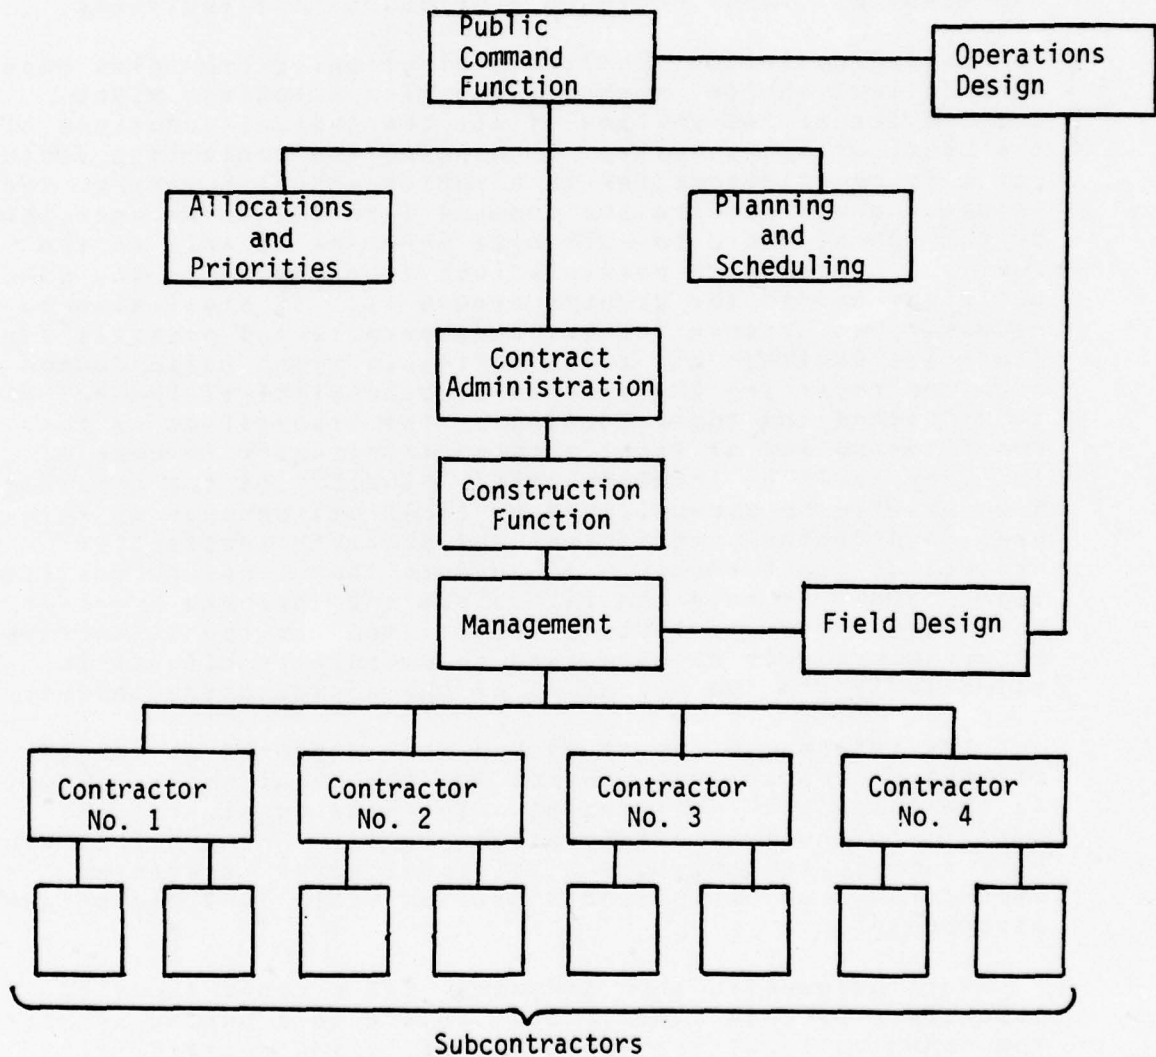 Public
Command
Function
Operations
Design
Allocations
and
Priorities
Planning
and
Scheduling
Contract
Administration
Construction
Function
Management
Field Design
Contractor
No. 1
Contractor
No. 2
Contractor
No. 3
Contractor
No. 4
Subcontractors